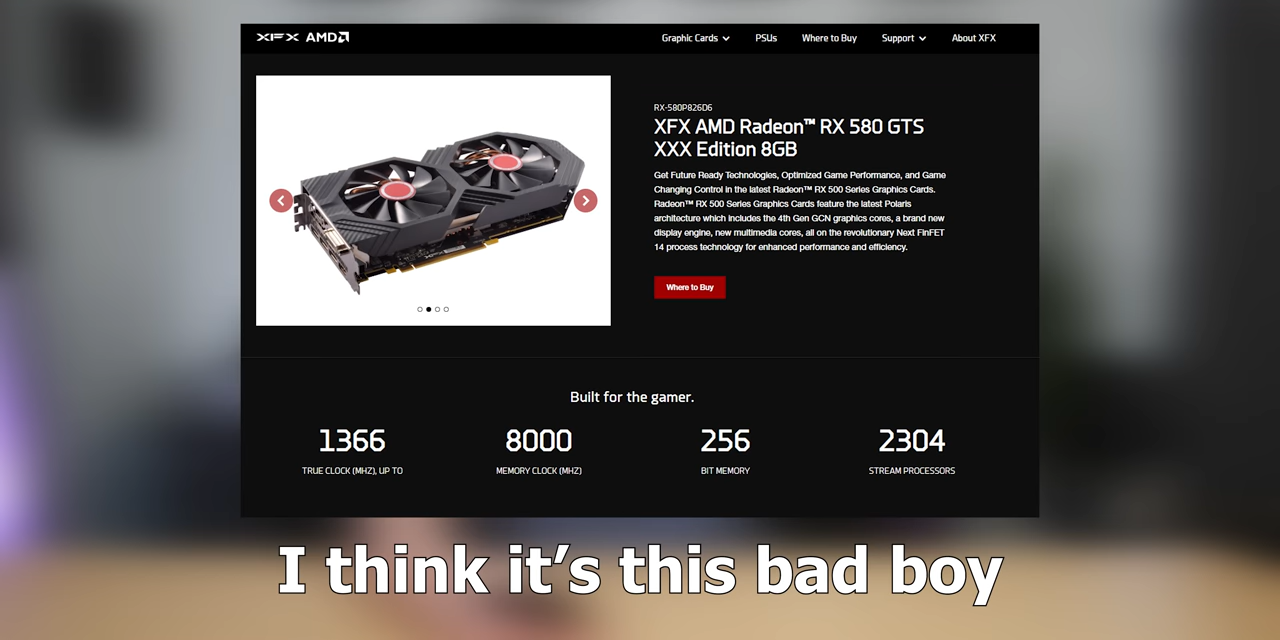 XFX AMD
Graphic Cards
PSUs
Where to Buy
Support
About XFX
RX-580P826D6
XFX AMD Radeon™ RX 580 GTS
XXX Edition 8GB
Get Future Ready Technologies, Optimized Game Performance, and Game
Changing Control in the latest Radeon™ RX 500 Series Graphics Cards.
Radeon™ RX 500 Series Graphics Cards feature the latest Polaris
architecture which includes the 4th Gen GCN graphics cores, a brand new
display engine, new multimedia cores, all on the revolutionary Next FinFET
14 process technology for enhanced performance and efficiency.
Where to Buy
Built for the gamer.
1366
8000
256
2304
TRUE CLOCK (MHZ), UP TO
MEMORY CLOCK (MHZ)
BIT MEMORY
STREAM PROCESSORS
I think it’s this bad boy